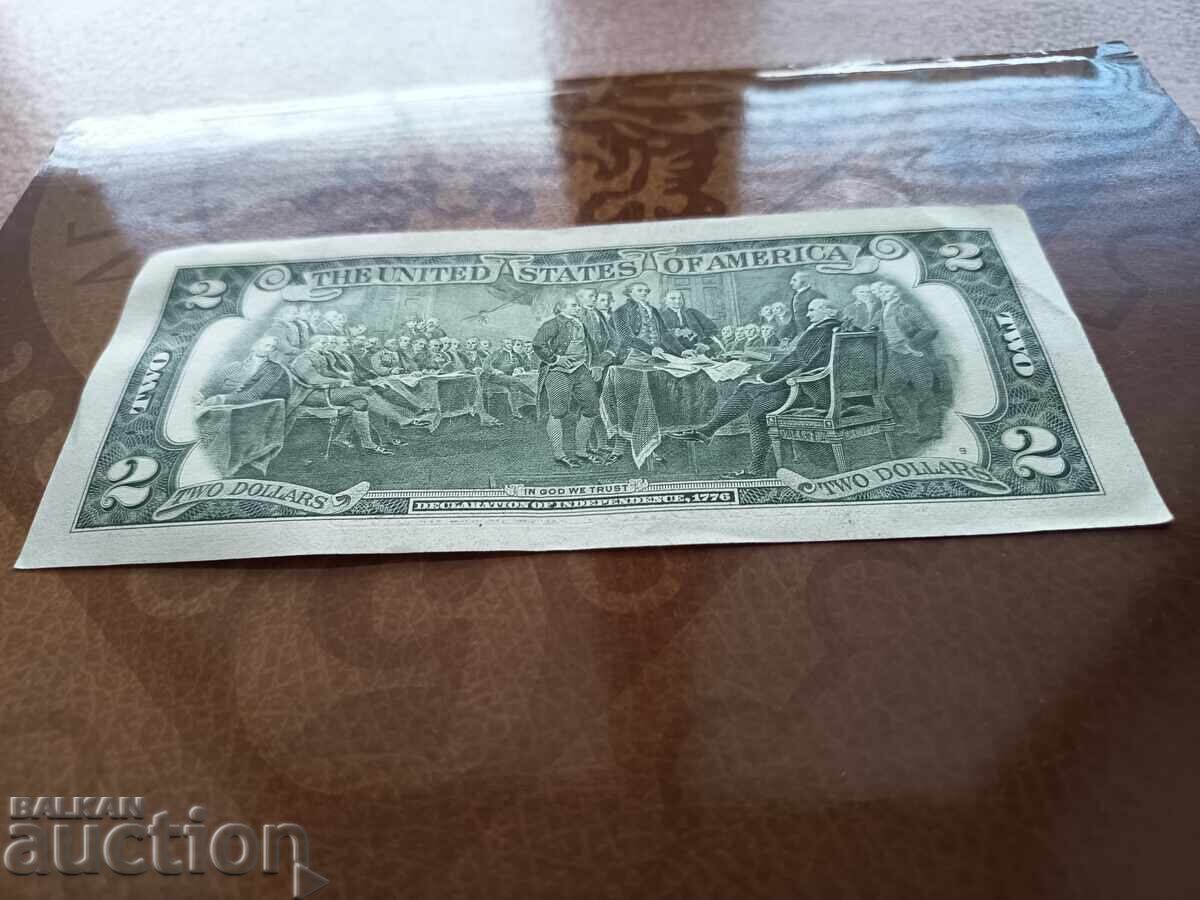 THE UNITED STATES OF AMERICA
2
2
TWO
TWO
2
2
TWO DOLLARS
TWO DOLLARS
9
IN GOD WE TRUST
DECLARATION OF INDEPENDENCE, 1776
BALKAN
auction